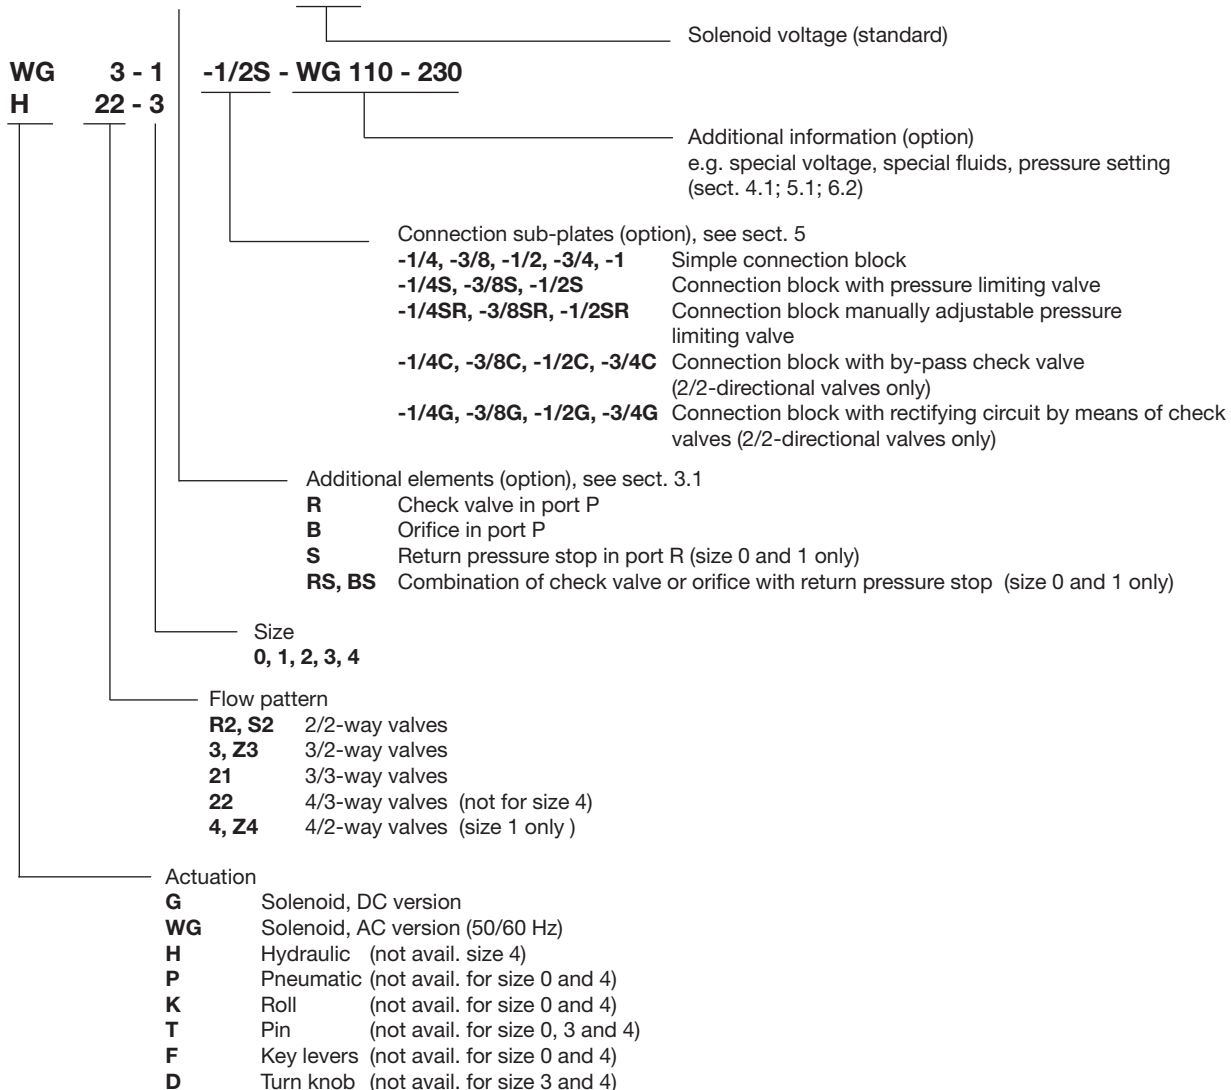 Solenoid voltage (standard)
WG 3 - 1 -1/2S - WG 110 - 230
H 22 - 3
Additional information (option)
e.g. special voltage, special fluids, pressure setting
(sect. 4.1; 5.1; 6.2)
Connection sub-plates (option), see sect. 5
-1/4, -3/8, -1/2, -3/4, -1 Simple connection block
-1/4S, -3/8S, -1/2S Connection block with pressure limiting valve
-1/4SR, -3/8SR, -1/2SR Connection block manually adjustable pressure
limiting valve
-1/4C, -3/8C, -1/2C, -3/4C Connection block with by-pass check valve
(2/2-directional valves only)
-1/4G, -3/8G, -1/2G, -3/4G Connection block with rectifying circuit by means of check
valves (2/2-directional valves only)
Additional elements (option), see sect. 3.1
R Check valve in port P
B Orifice in port P
S Return pressure stop in port R (size 0 and 1 only)
RS, BS Combination of check valve or orifice with return pressure stop (size 0 and 1 only)
Size
0, 1, 2, 3, 4
Flow pattern
R2, S2 2/2-way valves
3, Z3 3/2-way valves
21 3/3-way valves
22 4/3-way valves (not for size 4)
4, Z4 4/2-way valves (size 1 only )
Actuation
G Solenoid, DC version
WG Solenoid, AC version (50/60 Hz)
H Hydraulic (not avail. size 4)
P Pneumatic (not avail. for size 0 and 4)
K Roll (not avail. for size 0 and 4)
T Pin (not avail. for size 0, 3 and 4)
F Key levers (not avail. for size 0 and 4)
D Turn knob (not avail. for size 3 and 4)